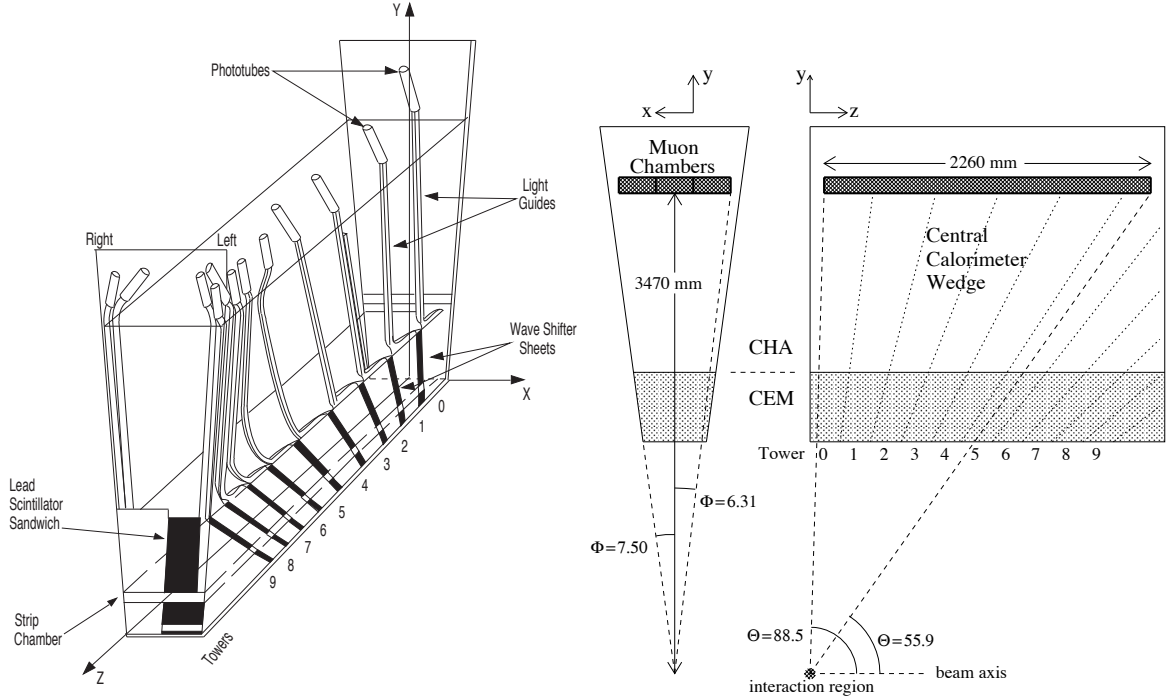 Y
Phototubes
Light
Guides
Right
Left
Wave Shifter
Sheets
X
0
1
2
3
4
5
6
7
8
9
Lead
Scintillator
Sandwich
Strip
Chamber
Z
Towers
y
x
Muon
Chambers
3470 mm
Φ=6.31
Φ=7.50
y
z
2260 mm
Central
Calorimeter
Wedge
CHA
CEM
Tower 0 1 2 3 4 5 6 7 8 9
Θ=88.5
Θ=55.9
beam axis
interaction region